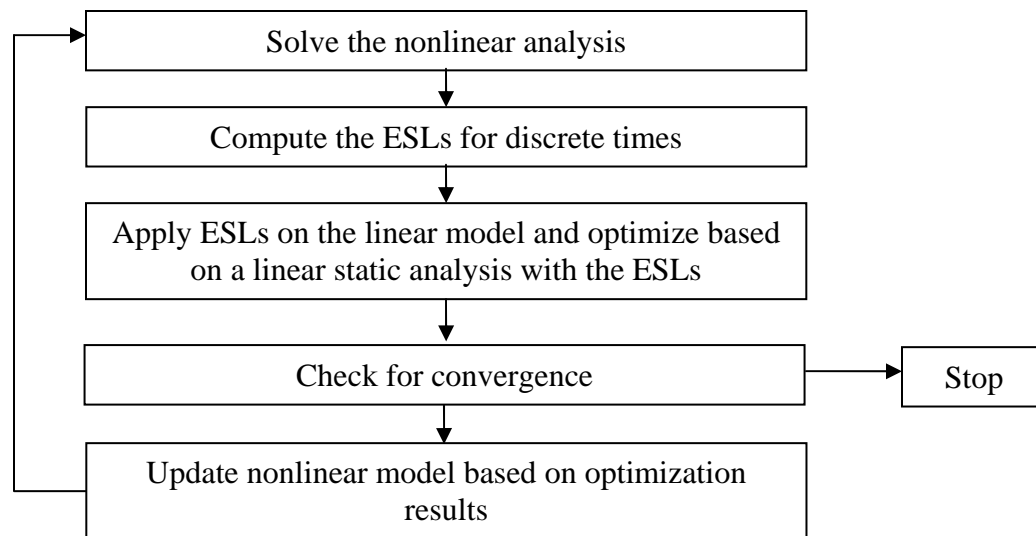 Solve the nonlinear analysis
Compute the ESLs for discrete times
Apply ESLs on the linear model and optimize based
on a linear static analysis with the ESLs
Check for convergence
Stop
Update nonlinear model based on optimization
results